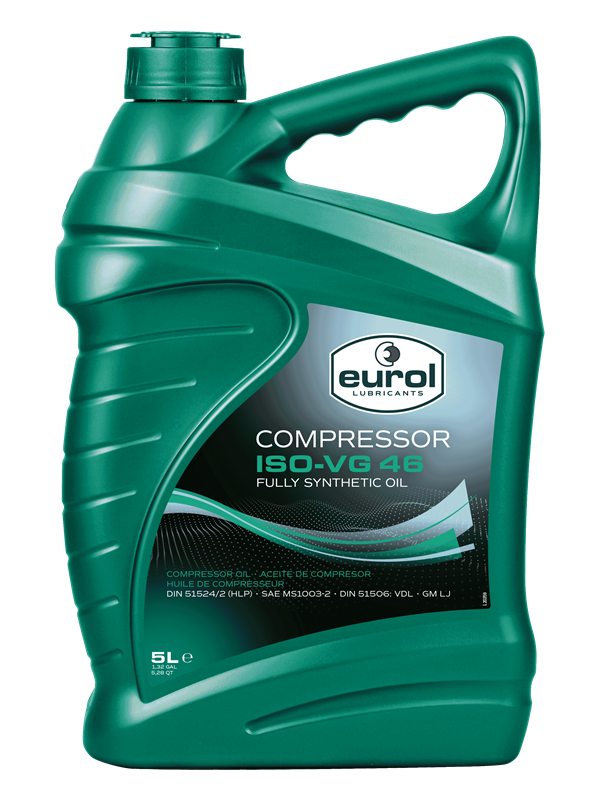 eurol
LUBRICANTS
COMPRESSOR
ISO-VG 46
FULLY SYNTHETIC OIL
COMPRESSOR OIL · ACEITE DE COMPRESOR
HUILE DE COMPRESSEUR
DIN 51524/2 (HLP) · SAE MS1003-2 · DIN 51506: VDL · GM LJ
5L ℮
1,32 GAL
5,28 QT